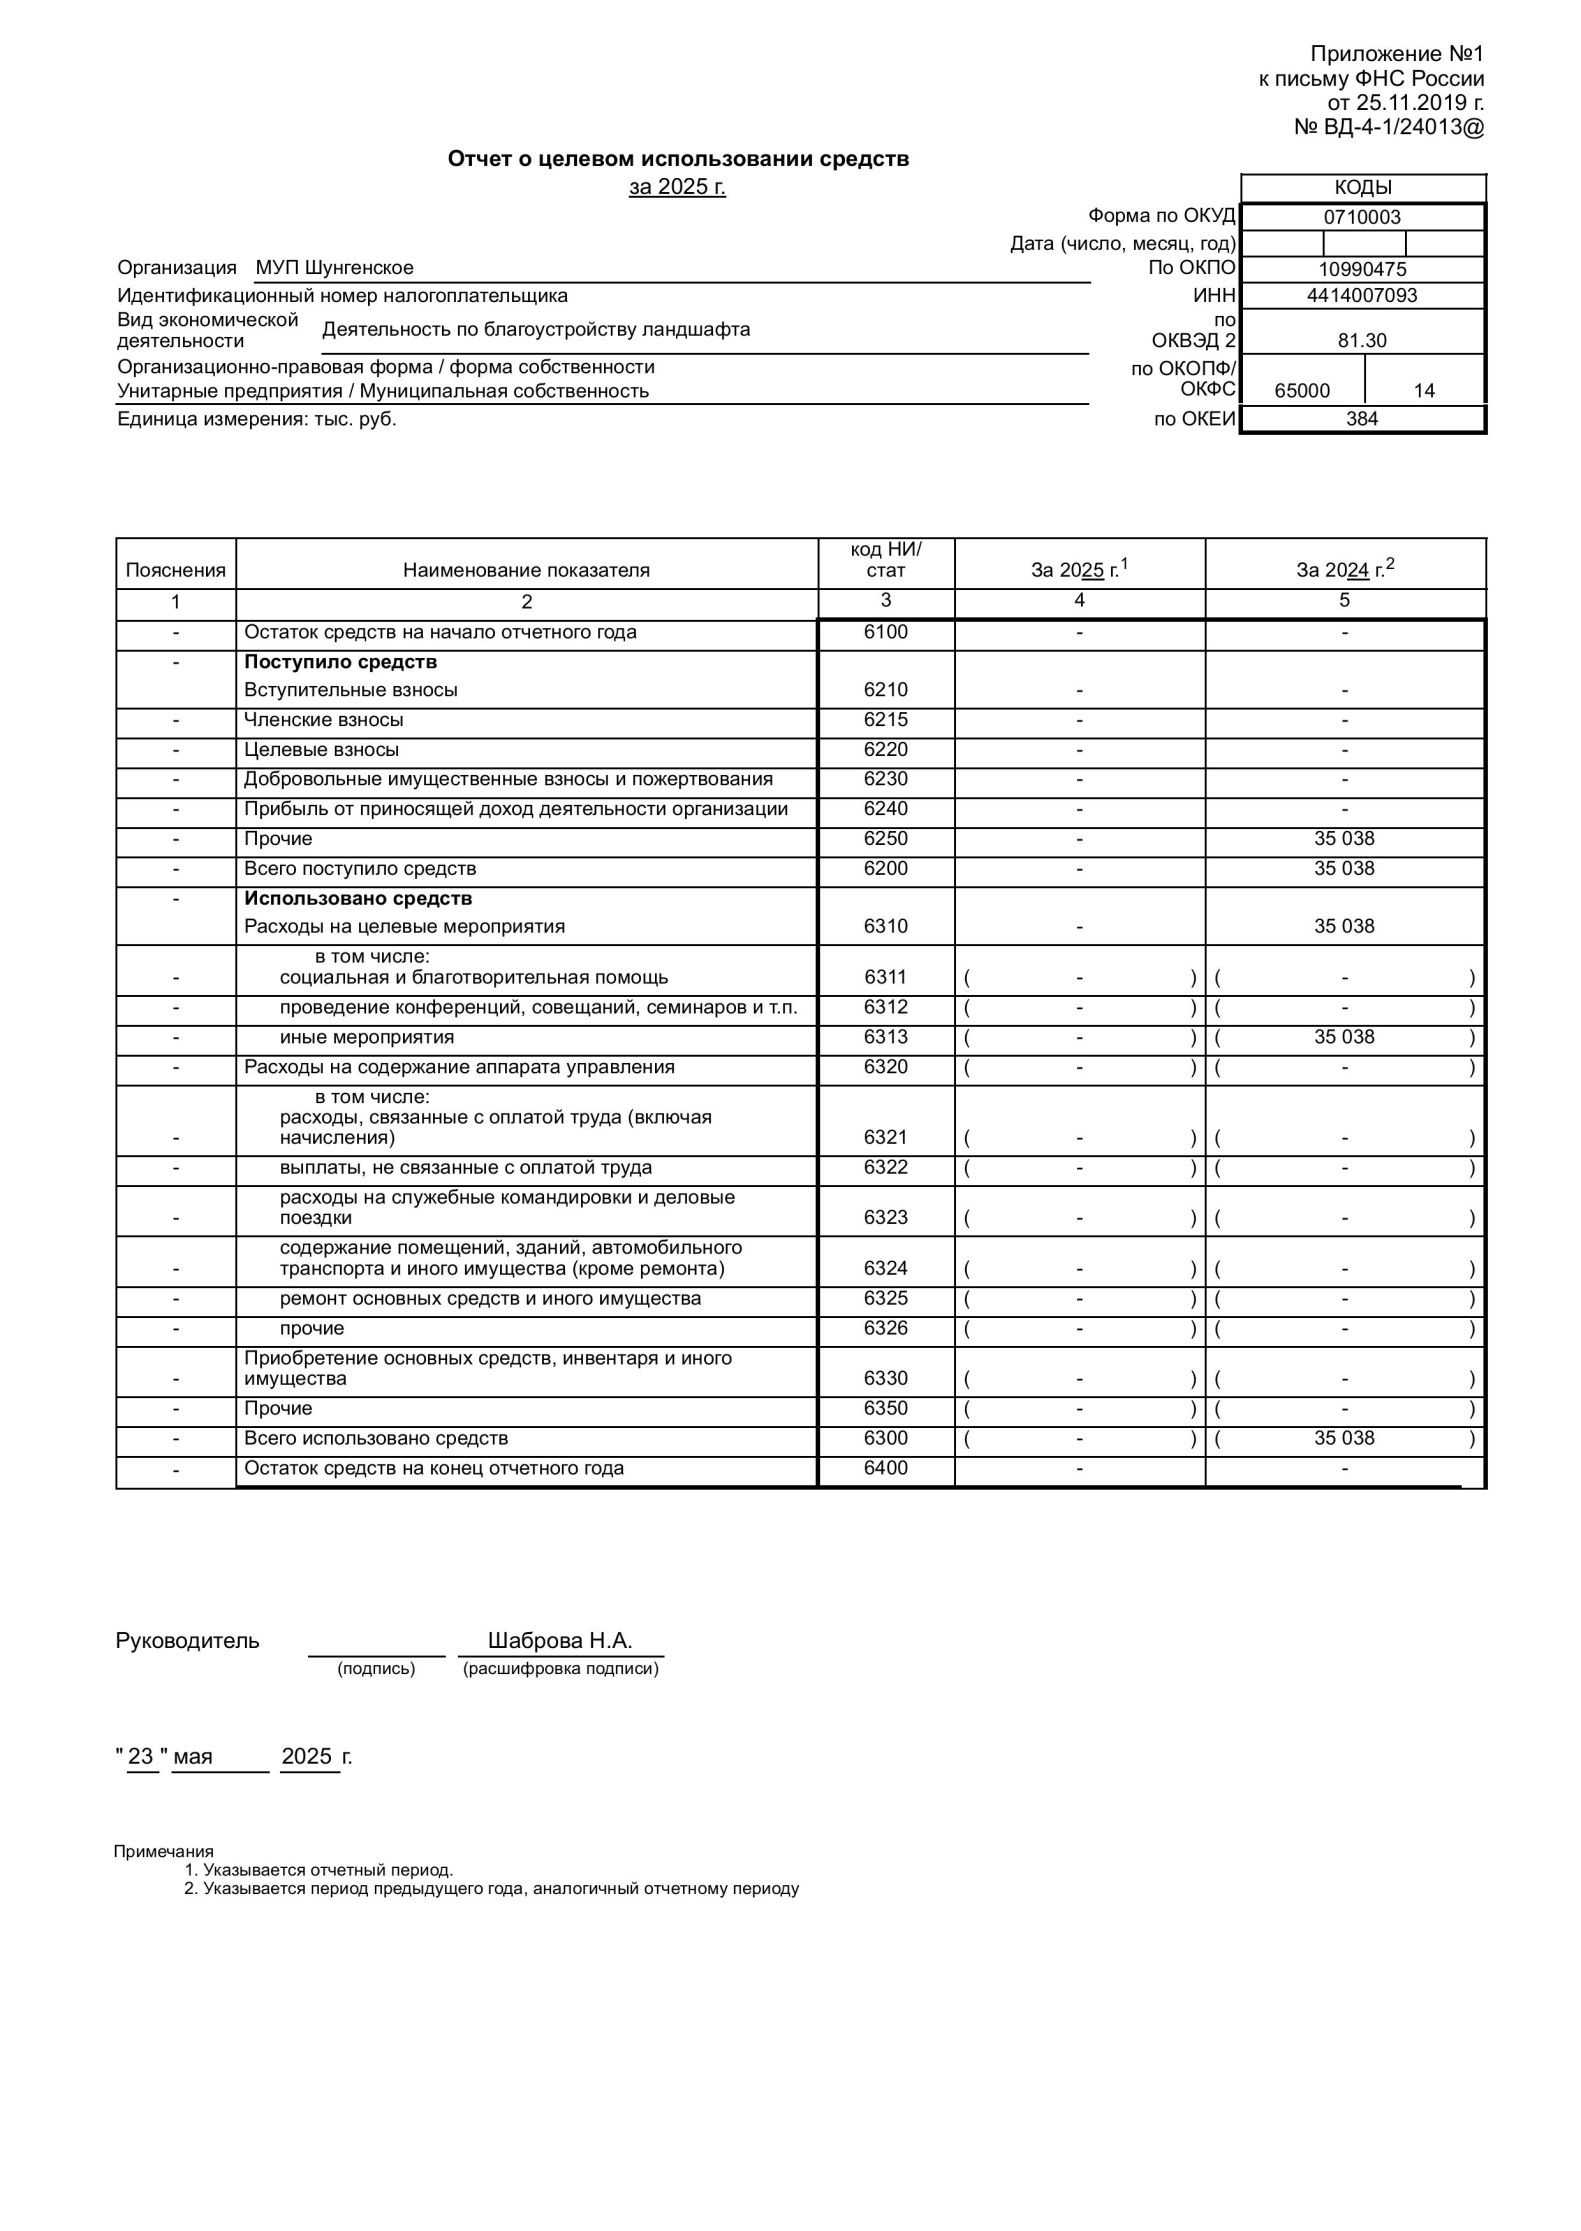 Приложение №1
к письму ФНС России
от 25.11.2019 г.
№ ВД-4-1/24013@
Отчет о целевом использовании средств
за 2025 г.
КОДЫ
Форма по ОКУД 0710003
Дата (число, месяц, год)
Организация МУП Шунгенское По ОКПО 10990475
Идентификационный номер налогоплательщика ИНН 4414007093
Вид экономической
деятельности Деятельность по благоустройству ландшафта по
ОКВЭД 2 81.30
Организационно-правовая форма / форма собственности по ОКОПФ/
Унитарные предприятия / Муниципальная собственность ОКФС 65000 14
Единица измерения: тыс. руб. по ОКЕИ 384
Пояснения Наименование показателя код НИ/
стат За 2025 г.1 За 2024 г.2
1 2 3 4 5
- Остаток средств на начало отчетного года 6100 - -
- Поступило средств
Вступительные взносы 6210 - -
- Членские взносы 6215 - -
- Целевые взносы 6220 - -
- Добровольные имущественные взносы и пожертвования 6230 - -
- Прибыль от приносящей доход деятельности организации 6240 - -
- Прочие 6250 - 35 038
- Всего поступило средств 6200 - 35 038
- Использовано средств
Расходы на целевые мероприятия 6310 - 35 038
в том числе:
- социальная и благотворительная помощь 6311 ( - ) ( - )
- проведение конференций, совещаний, семинаров и т.п. 6312 ( - ) ( - )
- иные мероприятия 6313 ( - ) ( 35 038 )
- Расходы на содержание аппарата управления 6320 ( - ) ( - )
в том числе:
расходы, связанные с оплатой труда (включая
- начисления) 6321 ( - ) ( - )
- выплаты, не связанные с оплатой труда 6322 ( - ) ( - )
расходы на служебные командировки и деловые
- поездки 6323 ( - ) ( - )
содержание помещений, зданий, автомобильного
- транспорта и иного имущества (кроме ремонта) 6324 ( - ) ( - )
- ремонт основных средств и иного имущества 6325 ( - ) ( - )
- прочие 6326 ( - ) ( - )
Приобретение основных средств, инвентаря и иного
- имущества 6330 ( - ) ( - )
- Прочие 6350 ( - ) ( - )
- Всего использовано средств 6300 ( - ) ( 35 038 )
- Остаток средств на конец отчетного года 6400 - -
Руководитель Шаброва Н.А.
(подпись) (расшифровка подписи)
" 23 " мая 2025 г.
Примечания
1. Указывается отчетный период.
2. Указывается период предыдущего года, аналогичный отчетному периоду